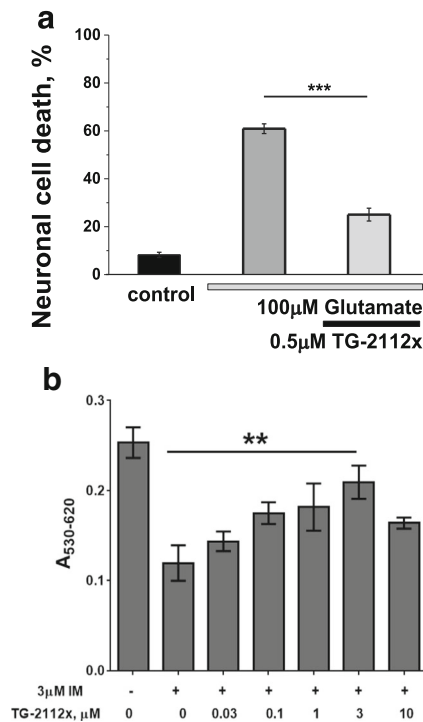 a
Neuronal cell death, %
100
80
60
40
20
0
***
control
100μM Glutamate
0.5μM TG-2112x
b
A530-620
0.3
0.2
0.1
0.0
**
3μM IM - + + + + + +
TG-2112x, μM 0 0 0.03 0.1 1 3 10